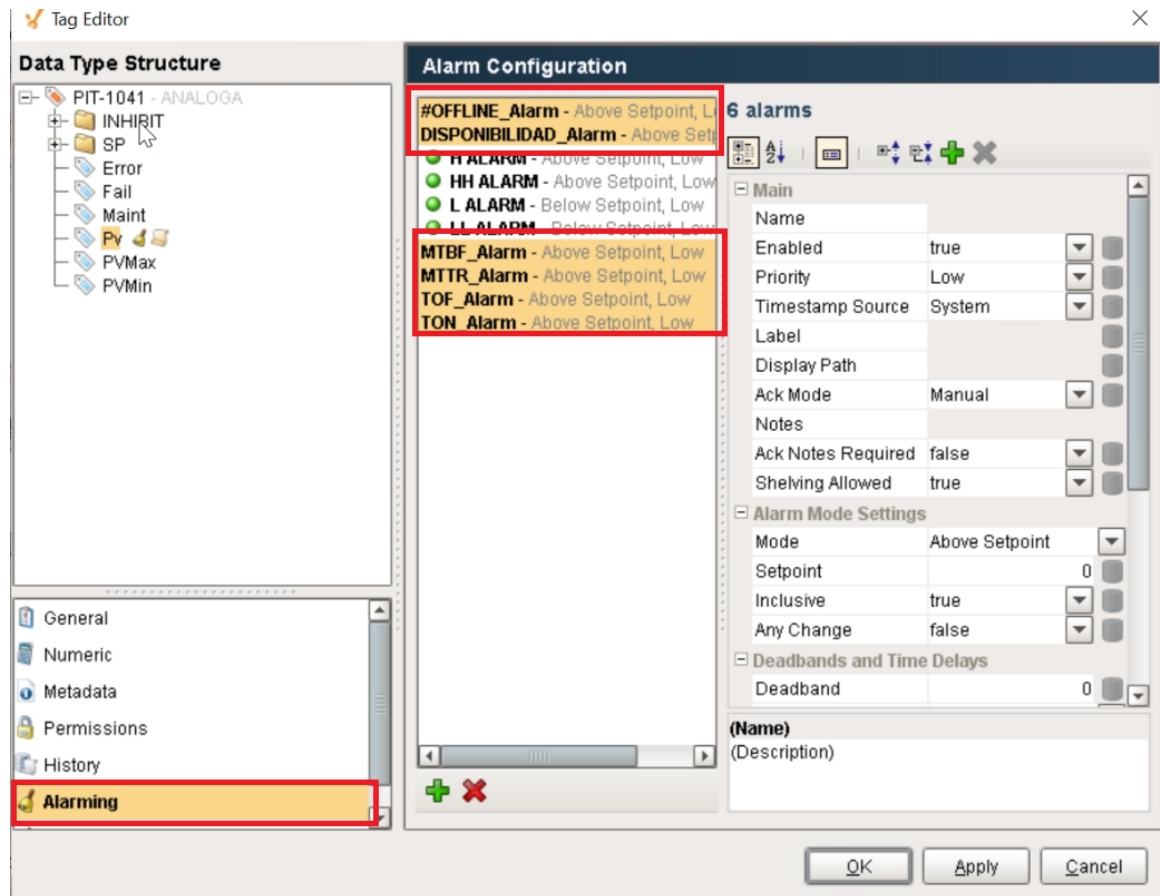 Tag Editor
Data Type Structure
PIT-1041 - ANALOGA
INHIBIT
SP
Error
Fail
Maint
Pv
PVMax
PVMin
General
Numeric
Metadata
Permissions
History
Alarming
Alarm Configuration
#OFFLINE_Alarm - Above Setpoint, L
DISPONIBILIDAD_Alarm - Above Setp
H ALARM - Above Setpoint, Low
HH ALARM - Above Setpoint, Low
L ALARM - Below Setpoint, Low
LL ALARM - Below Setpoint, Low
MTBF_Alarm - Above Setpoint, Low
MTTR_Alarm - Above Setpoint, Low
TOF_Alarm - Above Setpoint, Low
TON_Alarm - Above Setpoint, Low
6 alarms
Main
Name
Enabled true
Priority Low
Timestamp Source System
Label
Display Path
Ack Mode Manual
Notes
Ack Notes Required false
Shelving Allowed true
Alarm Mode Settings
Mode Above Setpoint
Setpoint 0
Inclusive true
Any Change false
Deadbands and Time Delays
Deadband 0
(Name)
(Description)
OK Apply Cancel